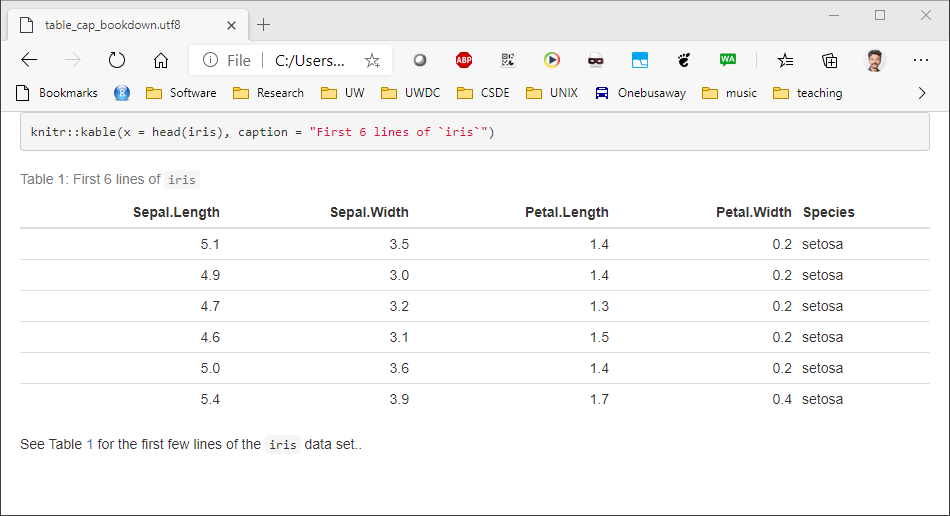 table_cap_bookdown.utf8
File | C:/Users...
ABP
WA
Bookmarks R Software Research UW UWDC CSDE UNIX Onebusaway music teaching
knitr::kable(x = head(iris), caption = "First 6 lines of `iris`")
Table 1: First 6 lines of iris
Sepal.Length Sepal.Width Petal.Length Petal.Width Species
5.1 3.5 1.4 0.2 setosa
4.9 3.0 1.4 0.2 setosa
4.7 3.2 1.3 0.2 setosa
4.6 3.1 1.5 0.2 setosa
5.0 3.6 1.4 0.2 setosa
5.4 3.9 1.7 0.4 setosa
See Table 1 for the first few lines of the iris data set..